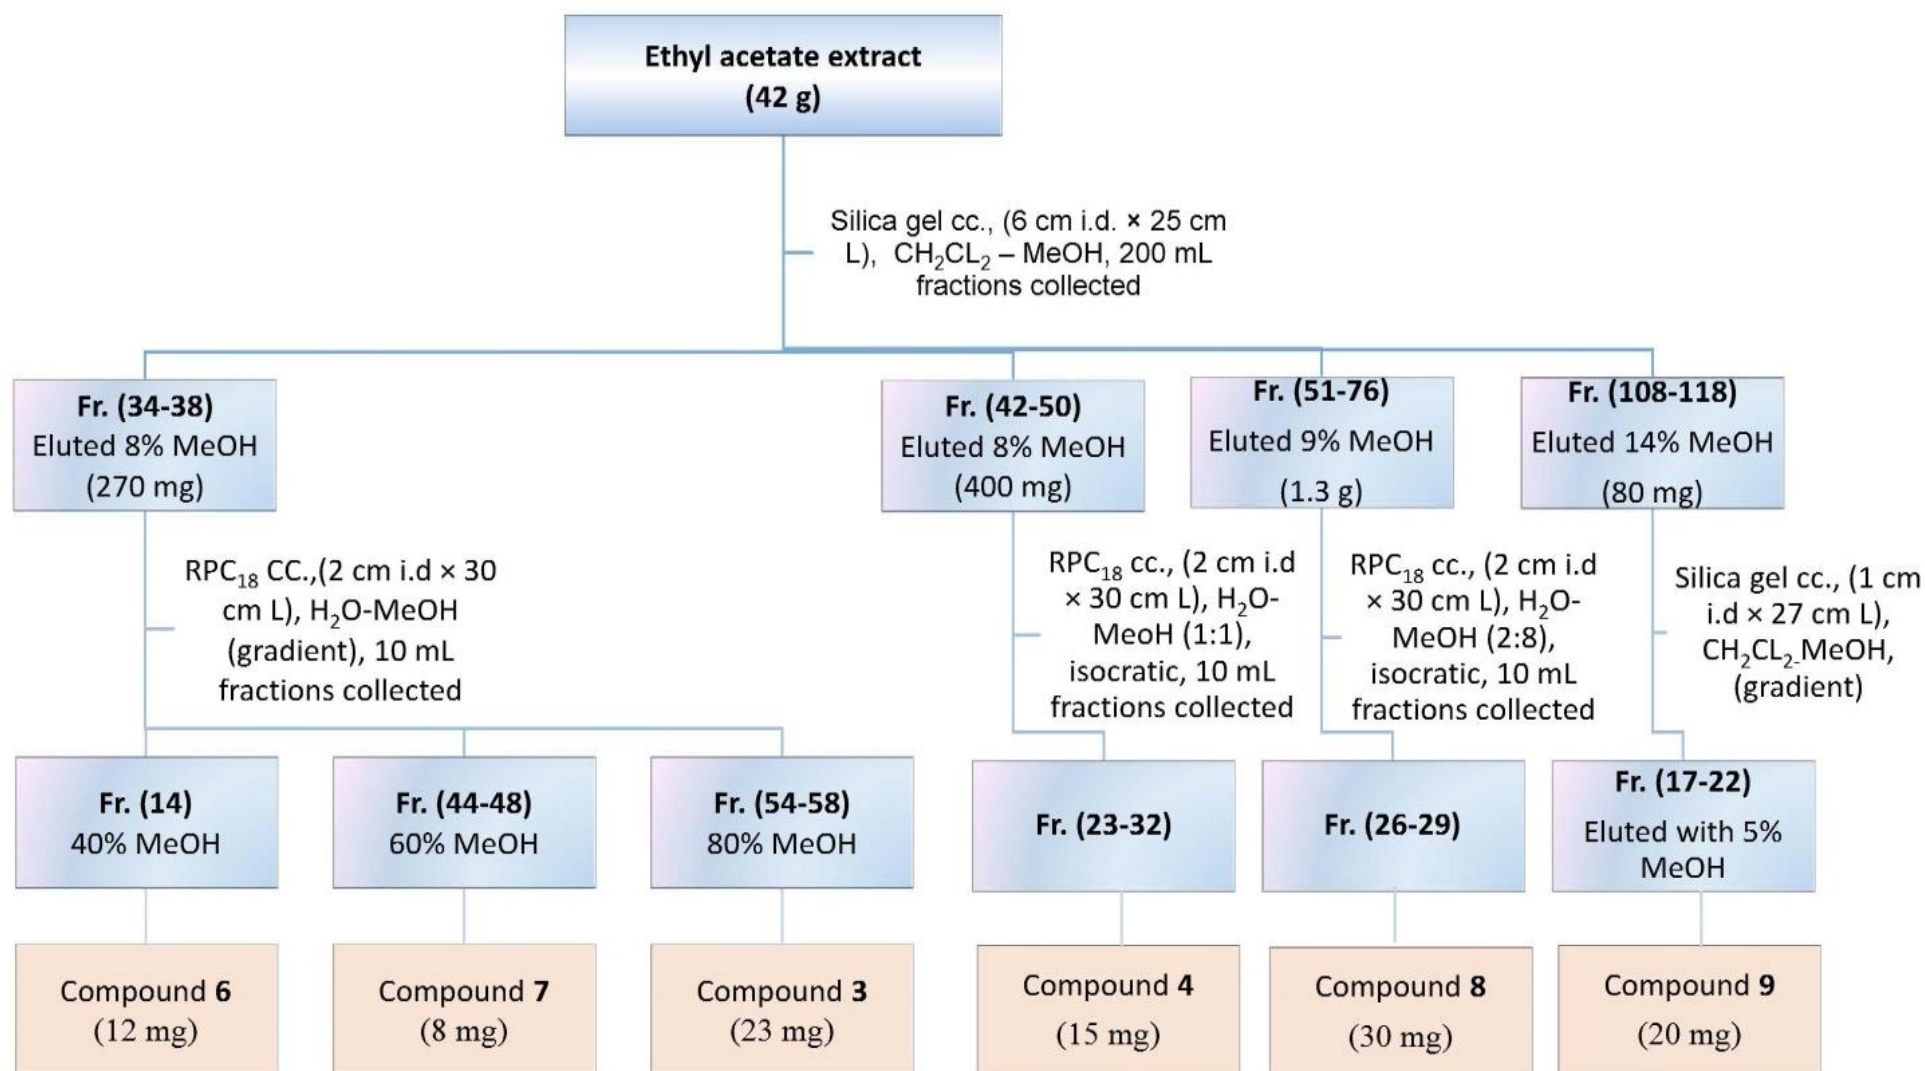 Ethyl acetate extract
(42 g)
Silica gel cc., (6 cm i.d. × 25 cm
L), CH₂CL₂ – MeOH, 200 mL
fractions collected
Fr. (34-38)
Eluted 8% MeOH
(270 mg)
Fr. (42-50)
Eluted 8% MeOH
(400 mg)
Fr. (51-76)
Eluted 9% MeOH
(1.3 g)
Fr. (108-118)
Eluted 14% MeOH
(80 mg)
RPC₁₈ CC.,(2 cm i.d × 30
cm L), H₂O-MeOH
(gradient), 10 mL
fractions collected
RPC₁₈ cc., (2 cm i.d
× 30 cm L), H₂O-
MeoH (1:1),
isocratic, 10 mL
fractions collected
RPC₁₈ cc., (2 cm i.d
× 30 cm L), H₂O-
MeOH (2:8),
isocratic, 10 mL
fractions collected
Silica gel cc., (1 cm
i.d × 27 cm L),
CH₂CL₂-MeOH,
(gradient)
Fr. (14)
40% MeOH
Fr. (44-48)
60% MeOH
Fr. (54-58)
80% MeOH
Fr. (23-32)
Fr. (26-29)
Fr. (17-22)
Eluted with 5%
MeOH
Compound 6
(12 mg)
Compound 7
(8 mg)
Compound 3
(23 mg)
Compound 4
(15 mg)
Compound 8
(30 mg)
Compound 9
(20 mg)